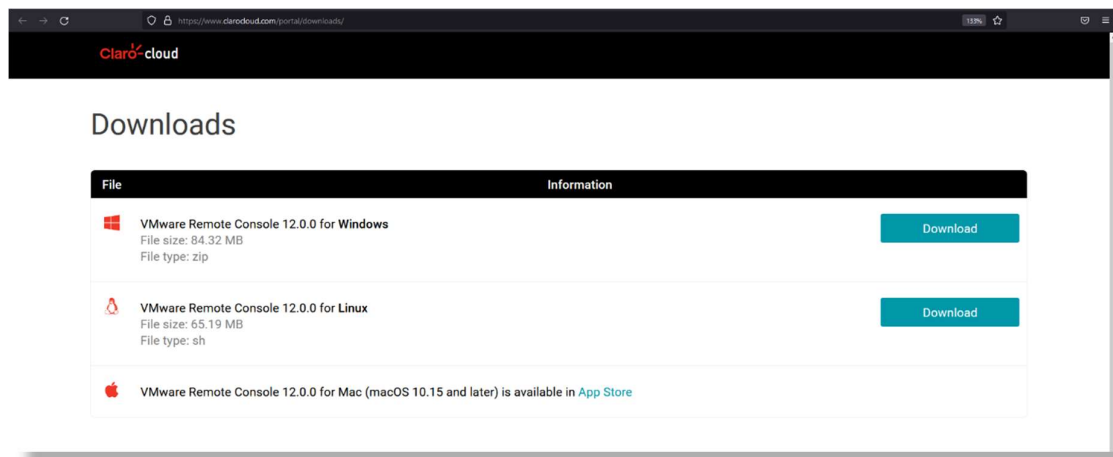 https://www.clarocloud.com/portal/downloads/
133%
Claro-cloud
Downloads
File Information
VMware Remote Console 12.0.0 for Windows
File size: 84.32 MB
File type: zip
Download
VMware Remote Console 12.0.0 for Linux
File size: 65.19 MB
File type: sh
Download
VMware Remote Console 12.0.0 for Mac (macOS 10.15 and later) is available in App Store